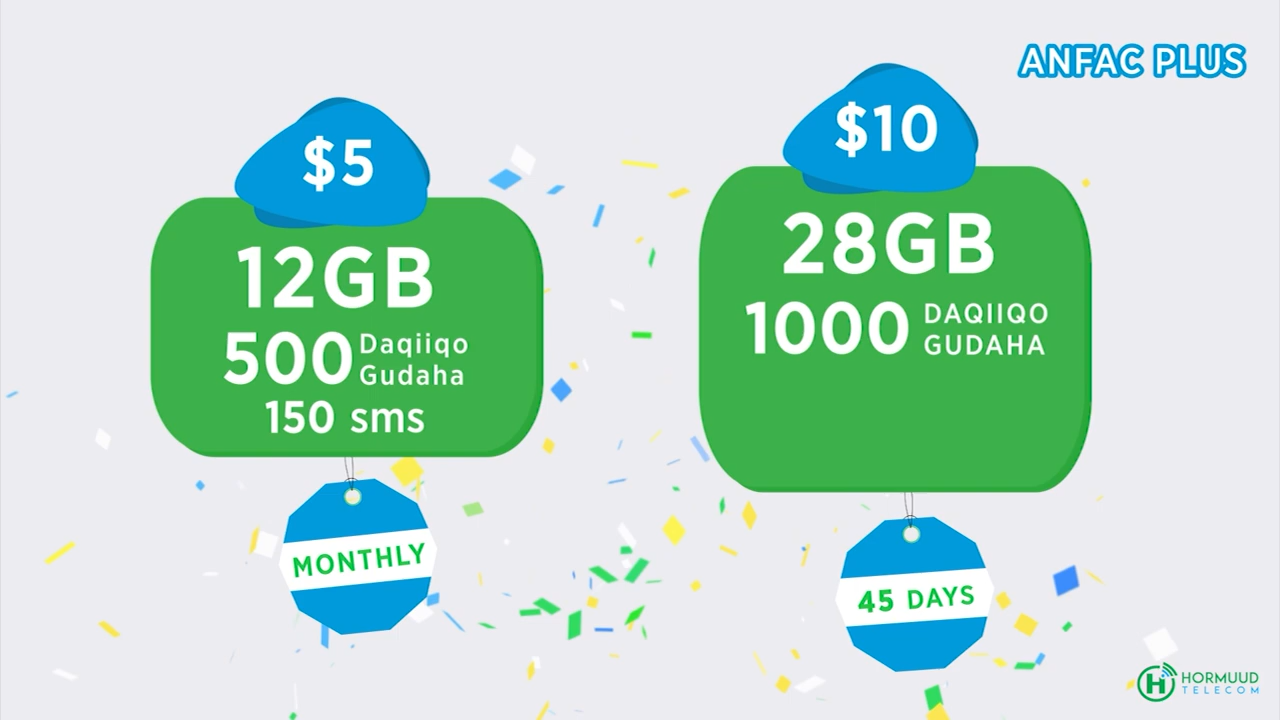 ANFAC PLUS
$5
12GB
500 Daqiiqo
Gudaha
150 sms
MONTHLY
$10
28GB
1000 DAQIIQO
GUDAHA
45 DAYS
HORMUUD
TELECOM